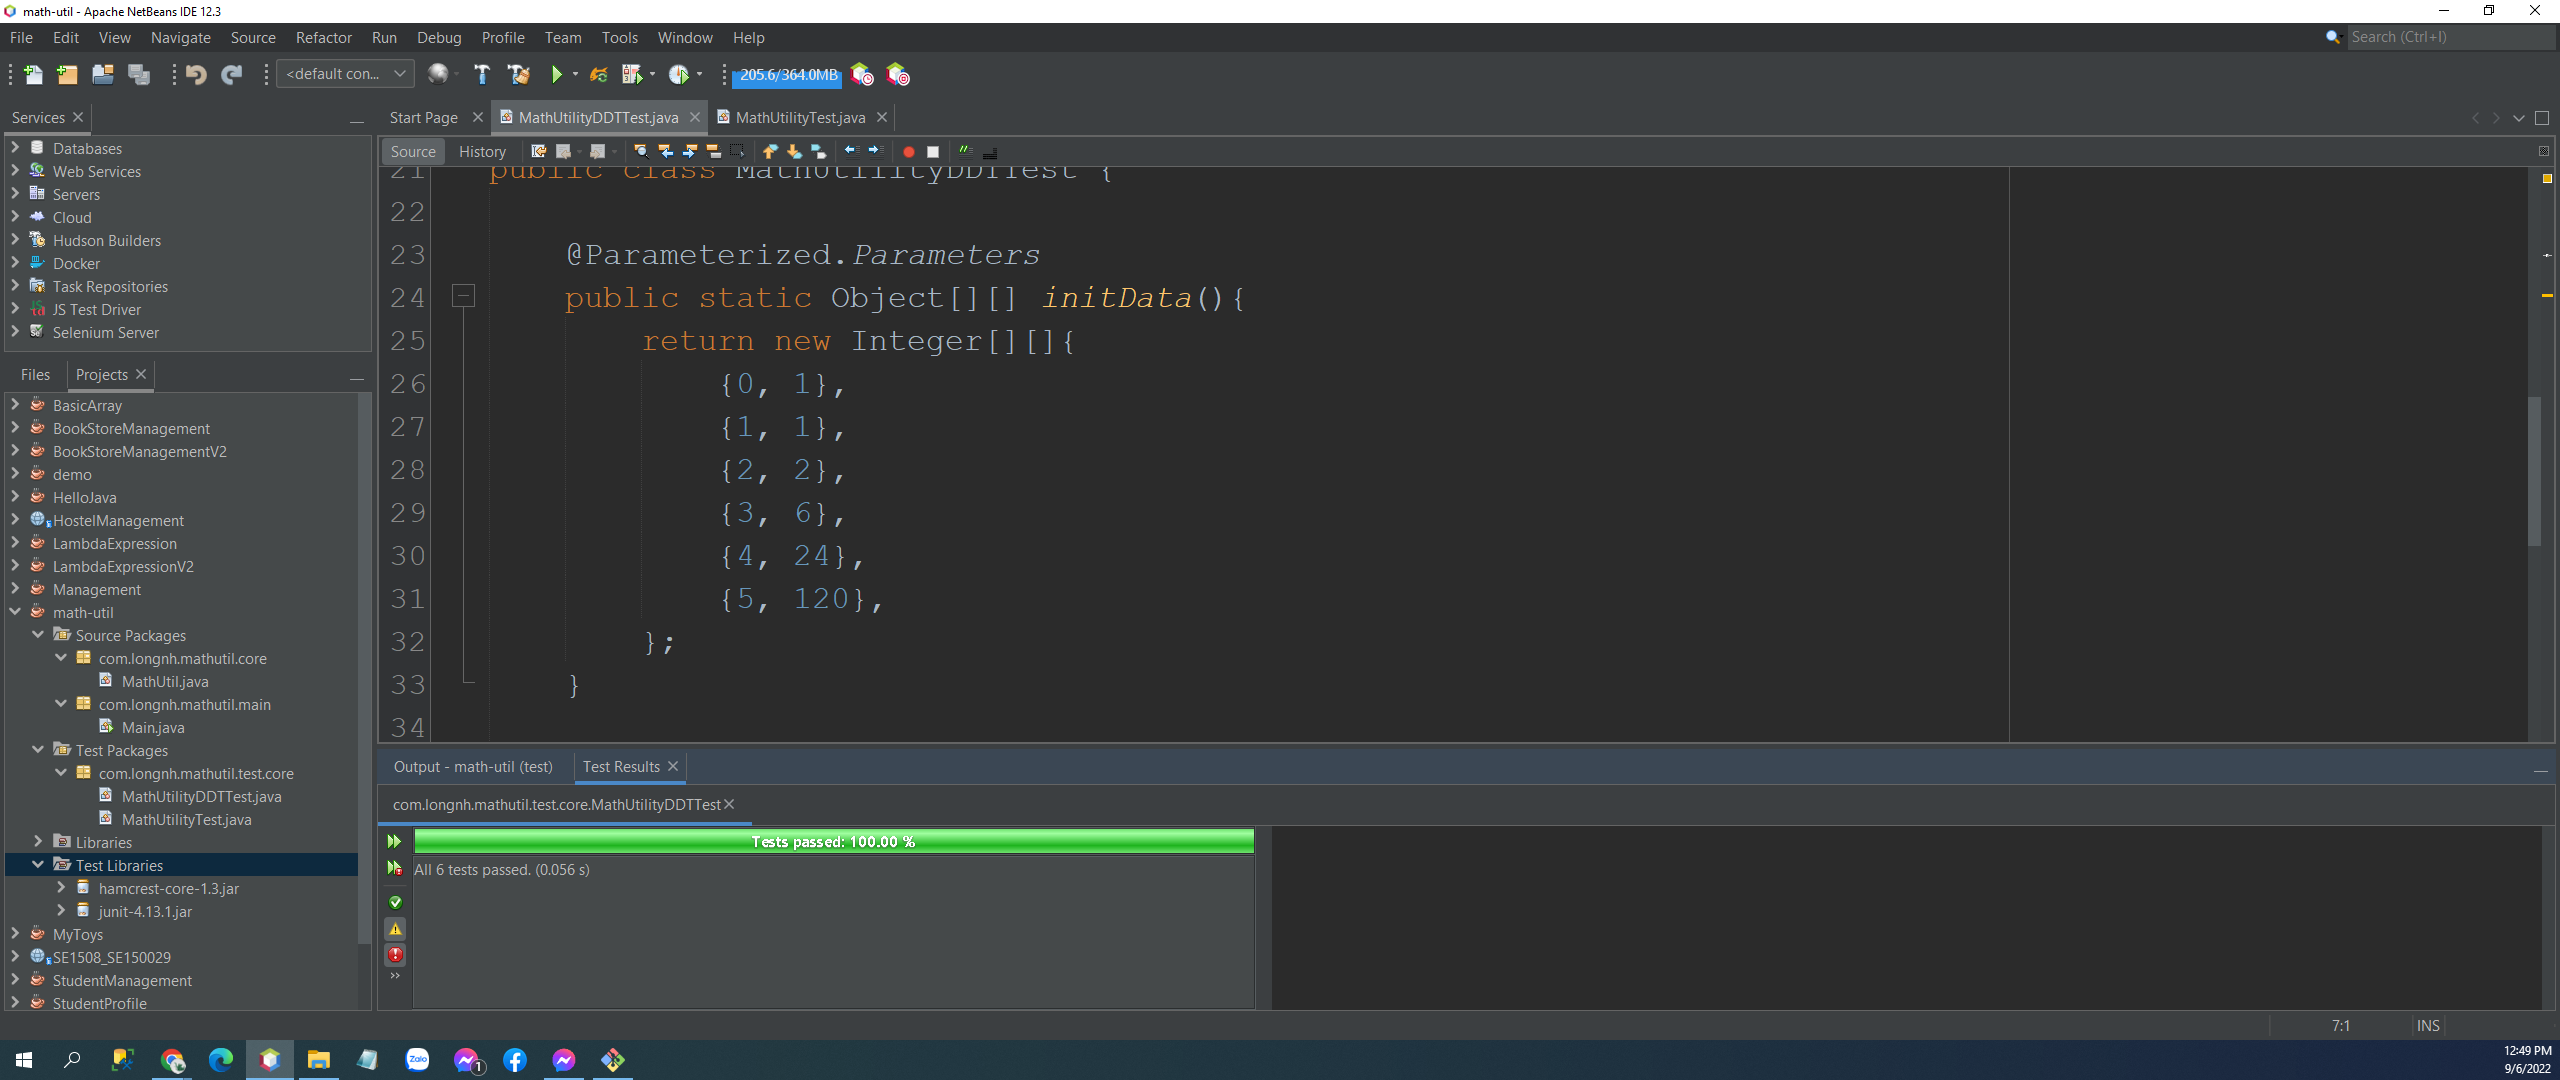 math-util - Apache NetBeans IDE 12.3
File Edit View Navigate Source Refactor Run Debug Profile Team Tools Window Help
Search (Ctrl+I)
<default con...
205.6/364.0MB
Services
Start Page
MathUtilityDDTTest.java
MathUtilityTest.java
Databases
Web Services
Servers
Cloud
Hudson Builders
Docker
Task Repositories
JS Test Driver
Selenium Server
Source History
21 public class MathUtilityDDTTest {
22
23 @Parameterized.Parameters
24 public static Object[][] initData(){
25 return new Integer[][]{
26 {0, 1},
27 {1, 1},
28 {2, 2},
29 {3, 6},
30 {4, 24},
31 {5, 120},
32 };
33 }
34
Files Projects
BasicArray
BookStoreManagement
BookStoreManagementV2
demo
HelloJava
HostelManagement
LambdaExpression
LambdaExpressionV2
Management
math-util
Source Packages
com.longnh.mathutil.core
MathUtil.java
com.longnh.mathutil.main
Main.java
Test Packages
com.longnh.mathutil.test.core
MathUtilityDDTTest.java
MathUtilityTest.java
Libraries
Test Libraries
hamcrest-core-1.3.jar
junit-4.13.1.jar
MyToys
SE1508_SE150029
StudentManagement
StudentProfile
Output - math-util (test) Test Results
com.longnh.mathutil.test.core.MathUtilityDDTTest
Tests passed: 100.00 %
All 6 tests passed. (0.056 s)
7:1 INS
Zalo
1
12:49 PM
9/6/2022